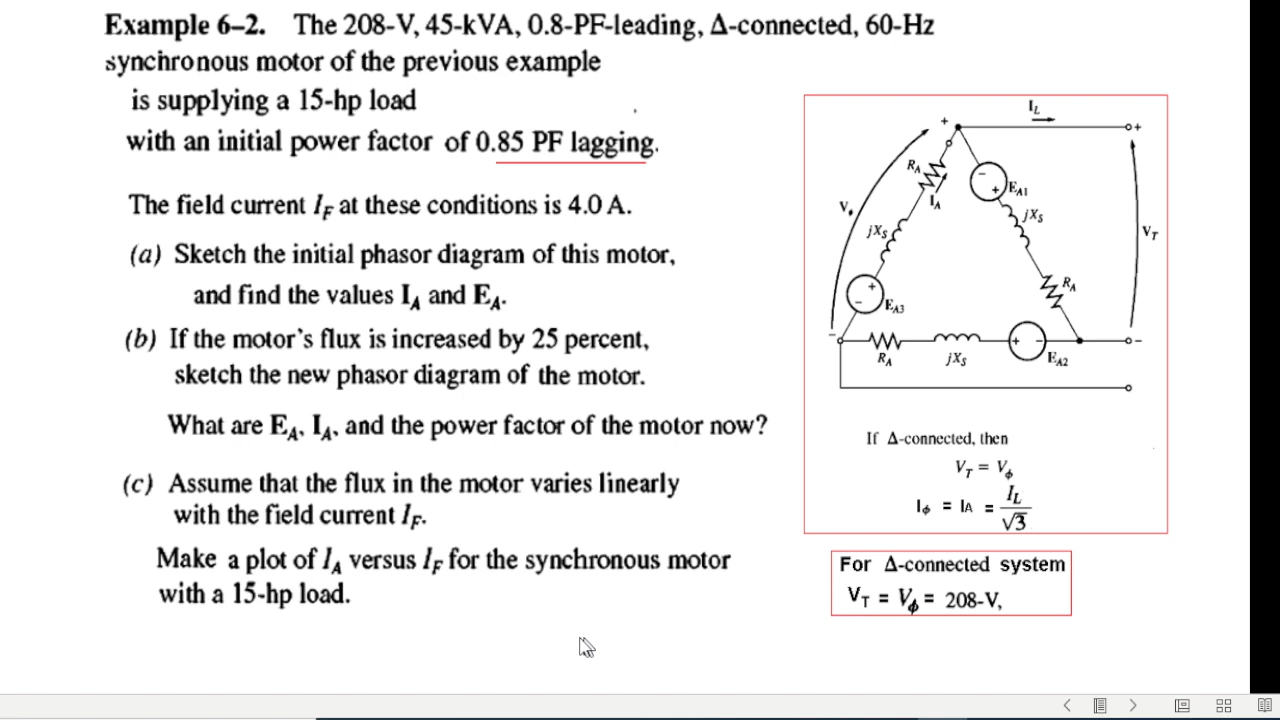 Example 6–2. The 208-V, 45-kVA, 0.8-PF-leading, Δ-connected, 60-Hz
synchronous motor of the previous example
is supplying a 15-hp load
with an initial power factor of 0.85 PF lagging.
The field current I_F at these conditions is 4.0 A.
(a) Sketch the initial phasor diagram of this motor,
and find the values I_A and E_A.
(b) If the motor's flux is increased by 25 percent,
sketch the new phasor diagram of the motor.
What are E_A, I_A, and the power factor of the motor now?
(c) Assume that the flux in the motor varies linearly
with the field current I_F.
Make a plot of I_A versus I_F for the synchronous motor
with a 15-hp load.
I_L
+
+
R_A
-
+
E_A1
I_A
V_ϕ
jX_S
jX_S
V_T
+
-
E_A3
R_A
-
+
-
-
R_A
jX_S
E_A2
If Δ-connected, then
V_T = V_ϕ
I_ϕ = I_A = I_L / √3
For Δ-connected system
V_T = V_ϕ = 208-V,